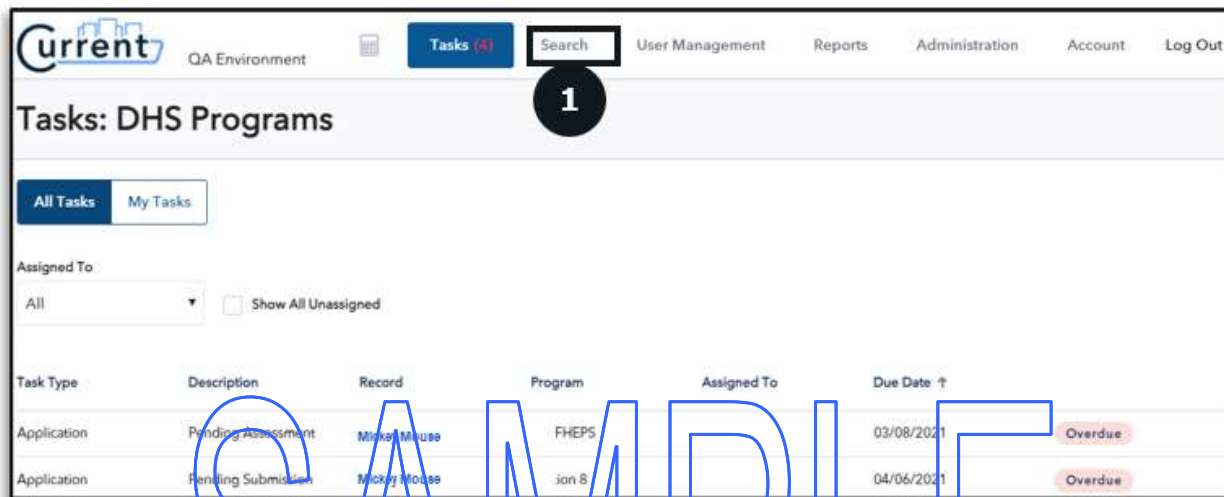 Current QA Environment Tasks (4) Search User Management Reports Administration Account Log Out
1
Tasks: DHS Programs
All Tasks My Tasks
Assigned To
All Show All Unassigned
Task Type Description Record Program Assigned To Due Date ↑
Application Pending Assessment Mickey Mouse FHEPS 03/08/2021 Overdue
Application Pending Submission Mickey Mouse ion 8 04/06/2021 Overdue
SAMPLE